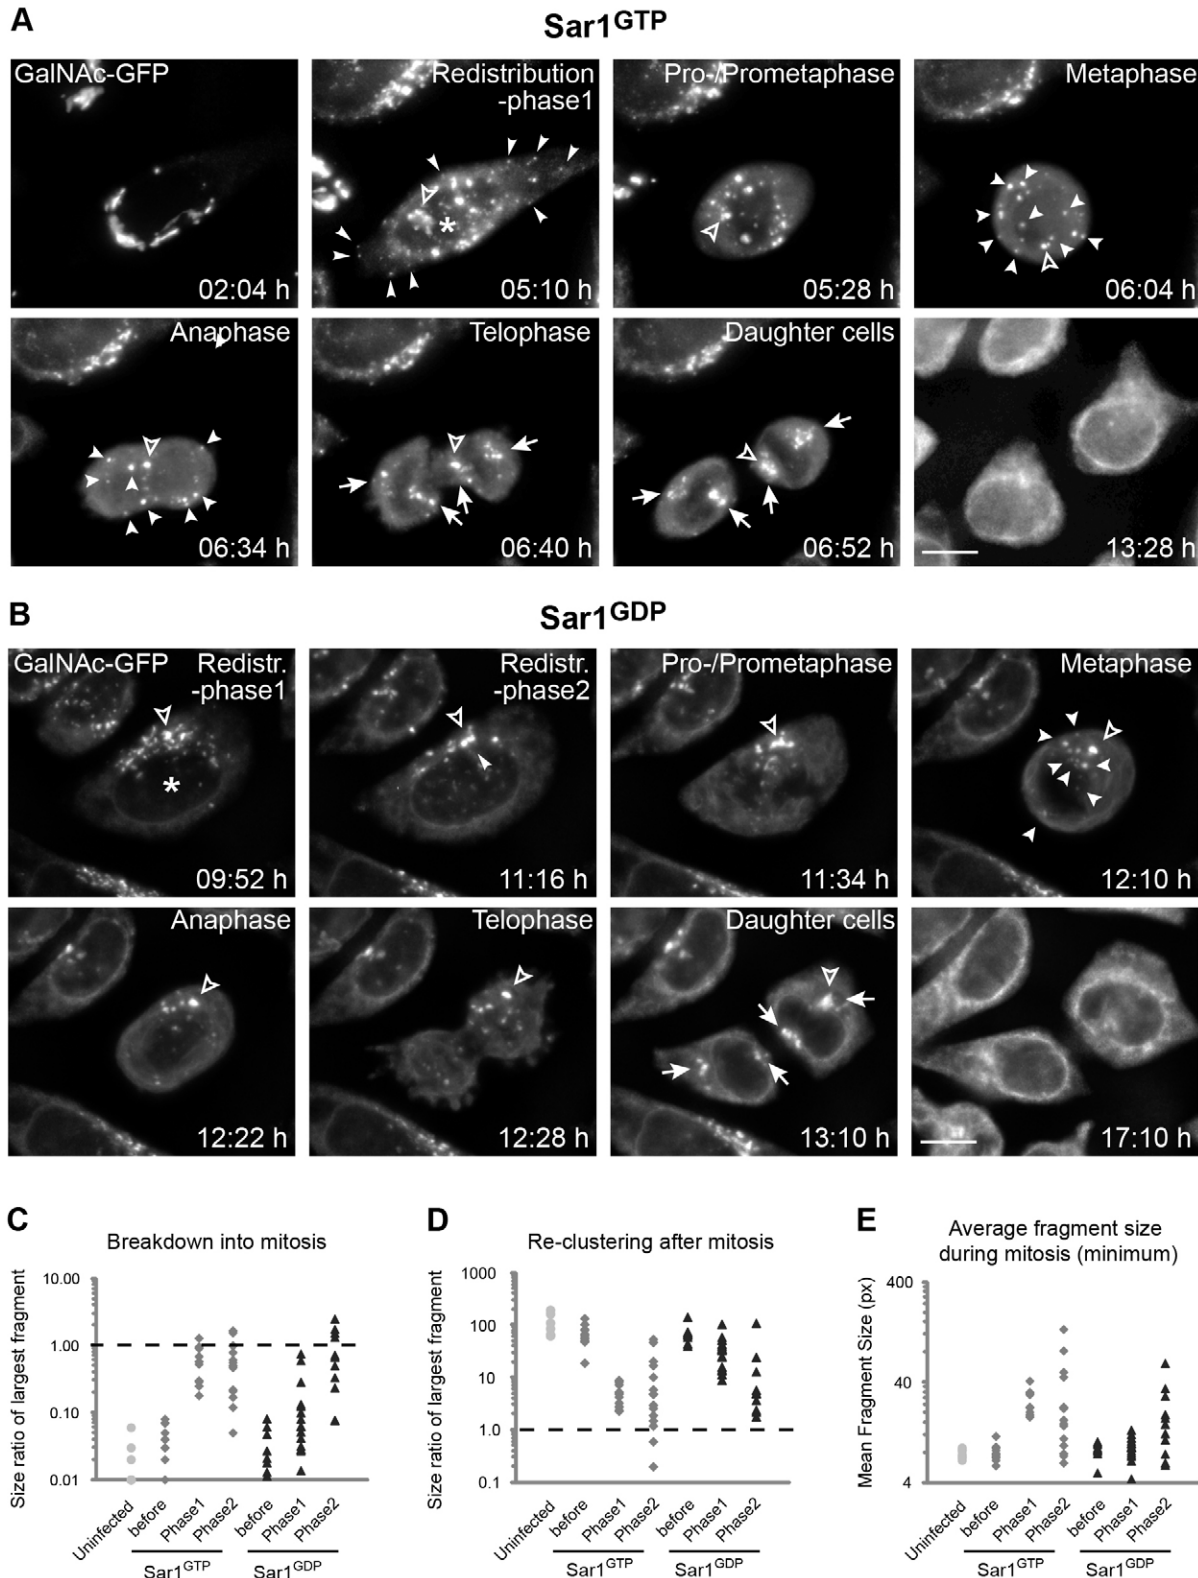 A
Sar1GTP
GalNAc-GFP
02:04 h
Redistribution
-phase1
05:10 h
Pro-/Prometaphase
05:28 h
Metaphase
06:04 h
Anaphase
06:34 h
Telophase
06:40 h
Daughter cells
06:52 h
13:28 h
B
Sar1GDP
GalNAc-GFP Redistr.
-phase1
*
09:52 h
Redistr.
-phase2
11:16 h
Pro-/Prometaphase
11:34 h
Metaphase
12:10 h
Anaphase
12:22 h
Telophase
12:28 h
Daughter cells
13:10 h
17:10 h
C
Breakdown into mitosis
Size ratio of largest fragment
10.00
1.00
0.10
0.01
Uninfected
before
Phase1
Phase2
before
Phase1
Phase2
Sar1GTP
Sar1GDP
D
Re-clustering after mitosis
Size ratio of largest fragment
1000
100
10
1.0
0.1
Uninfected
before
Phase1
Phase2
before
Phase1
Phase2
Sar1GTP
Sar1GDP
E
Average fragment size
during mitosis (minimum)
Mean Fragment Size (px)
400
40
4
Uninfected
before
Phase1
Phase2
before
Phase1
Phase2
Sar1GTP
Sar1GDP